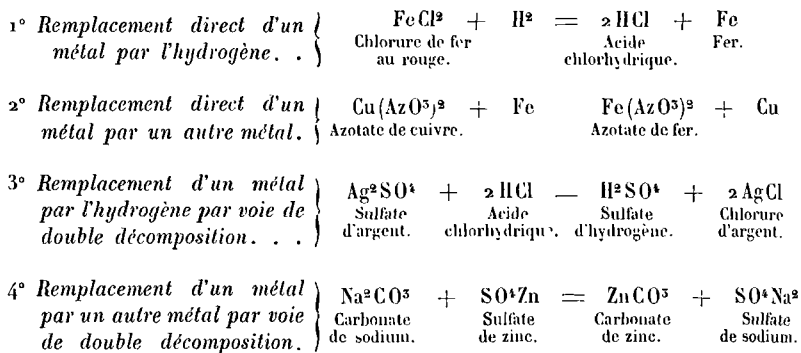 1° Remplacement direct d'un métal par l'hydrogène. . } FeCl² + H² = 2HCl + Fe
Chlorure de fer au rouge. Acide chlorhydrique. Fer.
2° Remplacement direct d'un métal par un autre métal. } Cu(AzO³)² + Fe Fe(AzO³)² + Cu
Azotate de cuivre. Azotate de fer.
3° Remplacement d'un métal par l'hydrogène par voie de double décomposition. . . } Ag²SO⁴ + 2HCl — H²SO⁴ + 2AgCl
Sulfate d'argent. Acide chlorhydrique. Sulfate d'hydrogène. Chlorure d'argent.
4° Remplacement d'un métal par un autre métal par voie de double décomposition. } Na²CO³ + SO⁴Zn = ZnCO³ + SO⁴Na²
Carbonate de sodium. Sulfate de zinc. Carbonate de zinc. Sulfate de sodium.